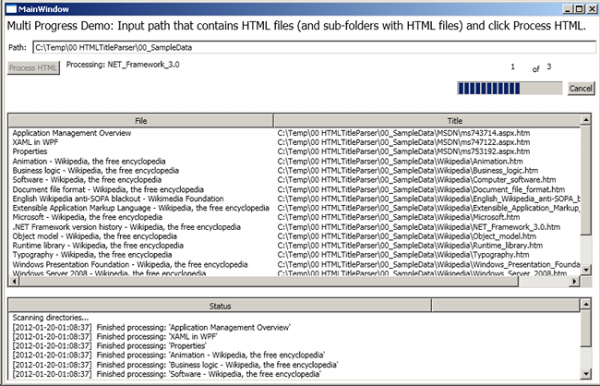 MainWindow
Multi Progress Demo: Input path that contains HTML files (and sub-folders with HTML files) and click Process HTML.
Path: C:\Temp\00 HTMLTitleParser\00_SampleData
Process HTML Processing: NET_Framework_3.0 1 of 3
Cancel
File Title
Application Management Overview C:\Temp\00 HTMLTitleParser\00_SampleData\MSDN\ms743714.aspx.htm
XAML in WPF C:\Temp\00 HTMLTitleParser\00_SampleData\MSDN\ms747122.aspx.htm
Properties C:\Temp\00 HTMLTitleParser\00_SampleData\MSDN\ms753192.aspx.htm
Animation - Wikipedia, the free encyclopedia C:\Temp\00 HTMLTitleParser\00_SampleData\Wikipedia\Animation.htm
Business logic - Wikipedia, the free encyclopedia C:\Temp\00 HTMLTitleParser\00_SampleData\Wikipedia\Business_logic.htm
Software - Wikipedia, the free encyclopedia C:\Temp\00 HTMLTitleParser\00_SampleData\Wikipedia\Computer_software.htm
Document file format - Wikipedia, the free encyclopedia C:\Temp\00 HTMLTitleParser\00_SampleData\Wikipedia\Document_file_format.htm
English Wikipedia anti-SOPA blackout - Wikimedia Foundation C:\Temp\00 HTMLTitleParser\00_SampleData\Wikipedia\English_Wikipedia_anti-SOPA_b
Extensible Application Markup Language - Wikipedia, the free encyclopedia C:\Temp\00 HTMLTitleParser\00_SampleData\Wikipedia\Extensible_Application_Markup_
Microsoft - Wikipedia, the free encyclopedia C:\Temp\00 HTMLTitleParser\00_SampleData\Wikipedia\Microsoft.htm
.NET Framework version history - Wikipedia, the free encyclopedia C:\Temp\00 HTMLTitleParser\00_SampleData\Wikipedia\NET_Framework_3.0.htm
Object model - Wikipedia, the free encyclopedia C:\Temp\00 HTMLTitleParser\00_SampleData\Wikipedia\Object_model.htm
Runtime library - Wikipedia, the free encyclopedia C:\Temp\00 HTMLTitleParser\00_SampleData\Wikipedia\Runtime_library.htm
Typography - Wikipedia, the free encyclopedia C:\Temp\00 HTMLTitleParser\00_SampleData\Wikipedia\Typography.htm
Windows Presentation Foundation - Wikipedia, the free encyclopedia C:\Temp\00 HTMLTitleParser\00_SampleData\Wikipedia\Windows_Presentation_Founda
Windows Server 2008 - Wikipedia, the free encyclopedia C:\Temp\00 HTMLTitleParser\00_SampleData\Wikipedia\Windows_Server_2008.htm
Status
Scanning directories...
[2012-01-20-01:08:37] Finished processing: 'Application Management Overview'
[2012-01-20-01:08:37] Finished processing: 'XAML in WPF'
[2012-01-20-01:08:37] Finished processing: 'Properties'
[2012-01-20-01:08:37] Finished processing: 'Animation - Wikipedia, the free encyclopedia'
[2012-01-20-01:08:37] Finished processing: 'Business logic - Wikipedia, the free encyclopedia'
[2012-01-20-01:08:37] Finished processing: 'Software - Wikipedia, the free encyclopedia'